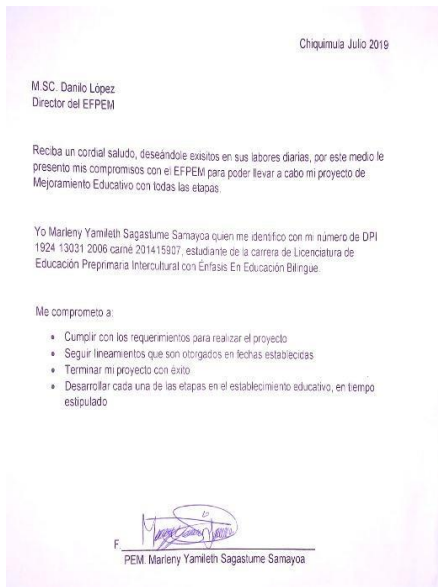 Chiquimula Julio 2019
M.SC. Danilo López
Director del EFPEM
Reciba un cordial saludo, deseándole exisitos en sus labores diarias, por este medio le
presento mis compromisos con el EFPEM para poder llevar a cabo mi proyecto de
Mejoramiento Educativo con todas las etapas.
Yo Marleny Yamileth Sagastume Samayoa quien me identifico con mi número de DPI
1924 13031 2006 carné 201415907, estudiante de la carrera de Licenciatura de
Educación Preprimaria Intercultural con Énfasis En Educación Bilingüe.
Me comprometo a:
• Cumplir con los requerimientos para realizar el proyecto
• Seguir lineamientos que son otorgados en fechas establecidas
• Terminar mi proyecto con éxito
• Desarrollar cada una de las etapas en el establecimiento educativo, en tiempo
estipulado
F.
PEM. Marleny Yamileth Sagastume Samayoa